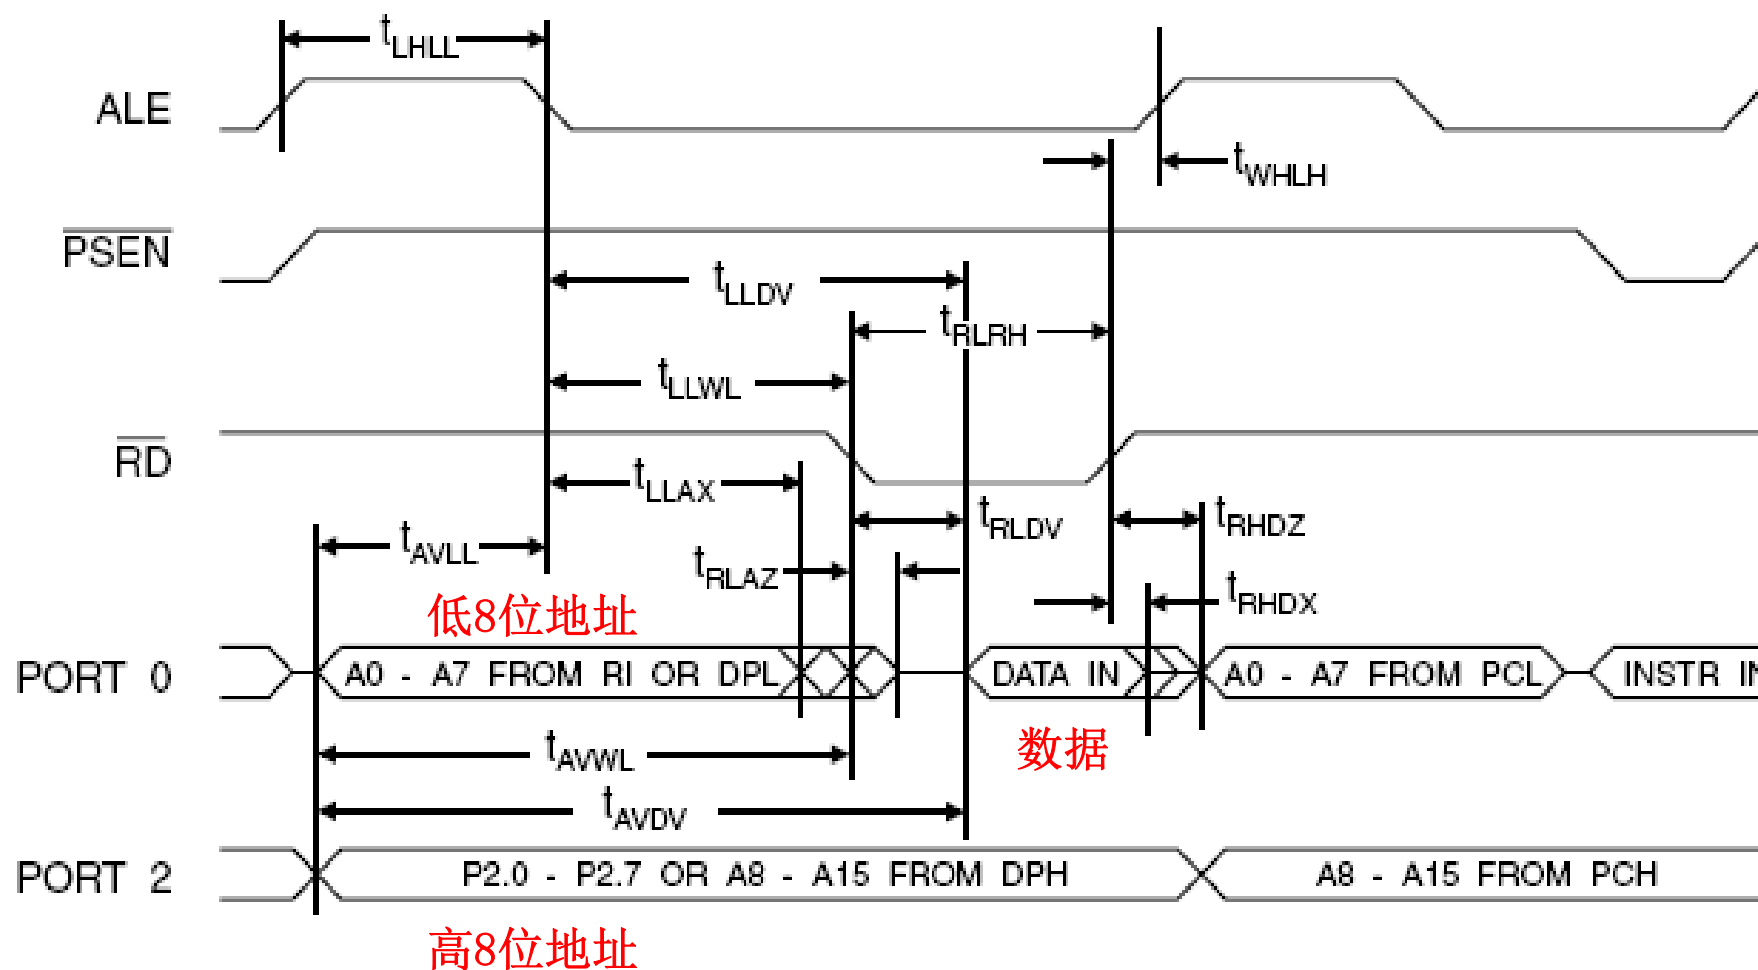 tLHLL
ALE
tWHLH
PSEN
tLLDV
tRLRH
tLLWL
RD
tLLAX
tRLDV
tRHDZ
tAVLL
tRLAZ
tRHDX
低8位地址
PORT 0
A0 - A7 FROM RI OR DPL
DATA IN
A0 - A7 FROM PCL
INSTR IN
数据
tAVWL
tAVDV
PORT 2
P2.0 - P2.7 OR A8 - A15 FROM DPH
A8 - A15 FROM PCH
高8位地址